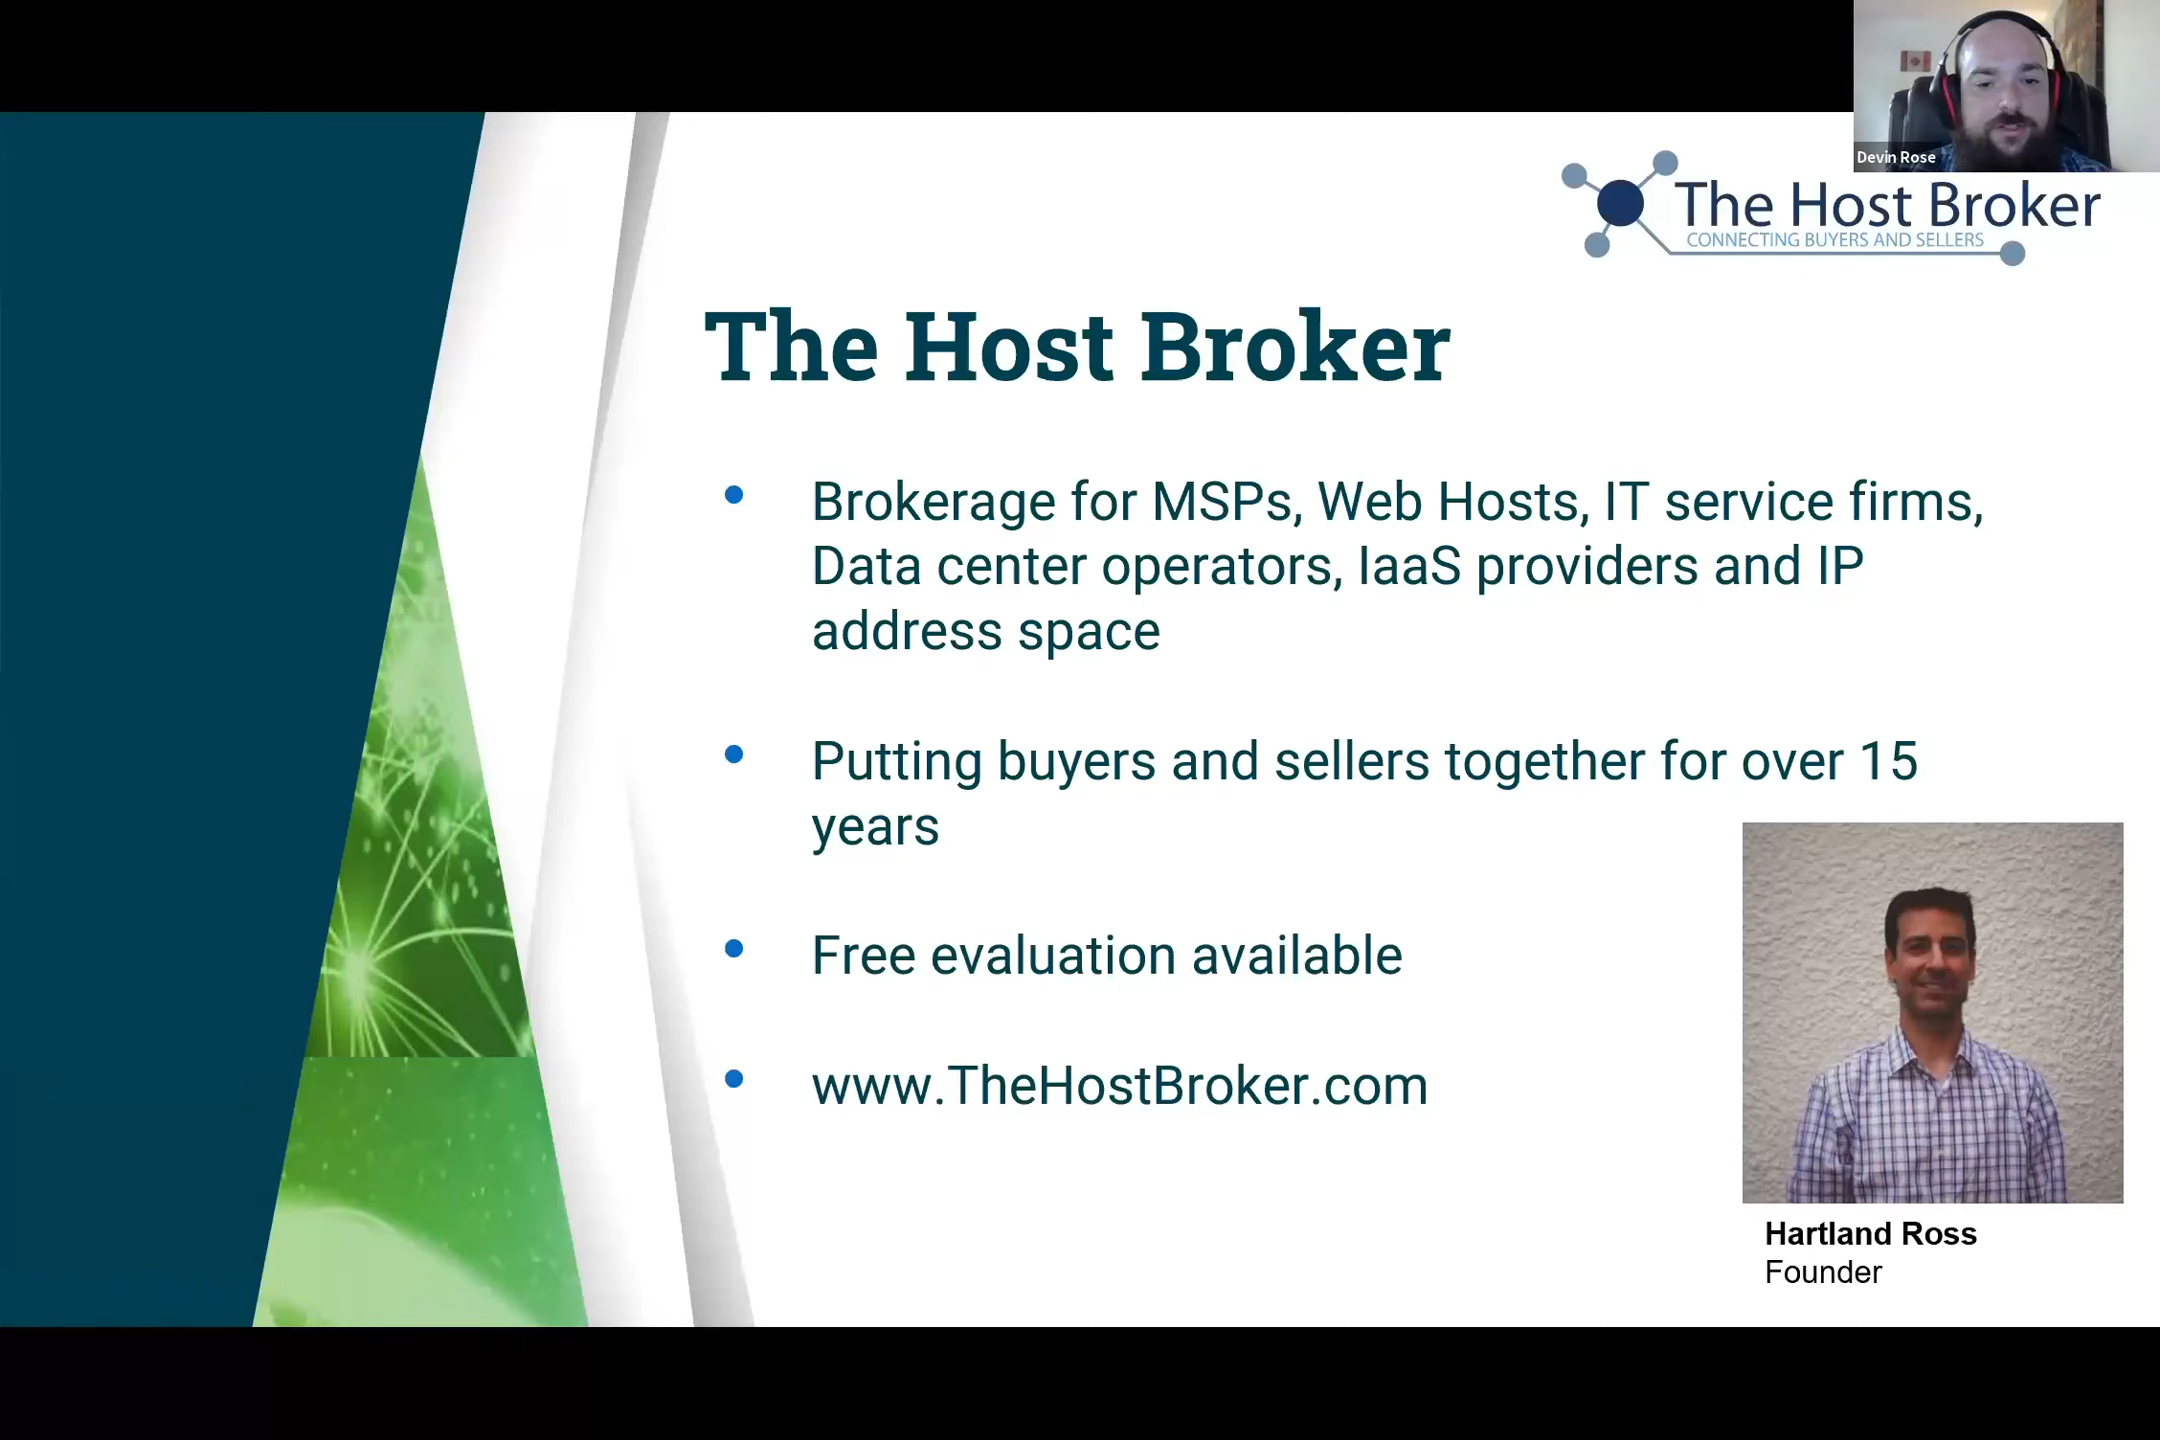 Devin Rose
The Host Broker
CONNECTING BUYERS AND SELLERS
The Host Broker
Brokerage for MSPs, Web Hosts, IT service firms,
Data center operators, IaaS providers and IP
address space
Putting buyers and sellers together for over 15
years
Free evaluation available
www.TheHostBroker.com
Hartland Ross
Founder